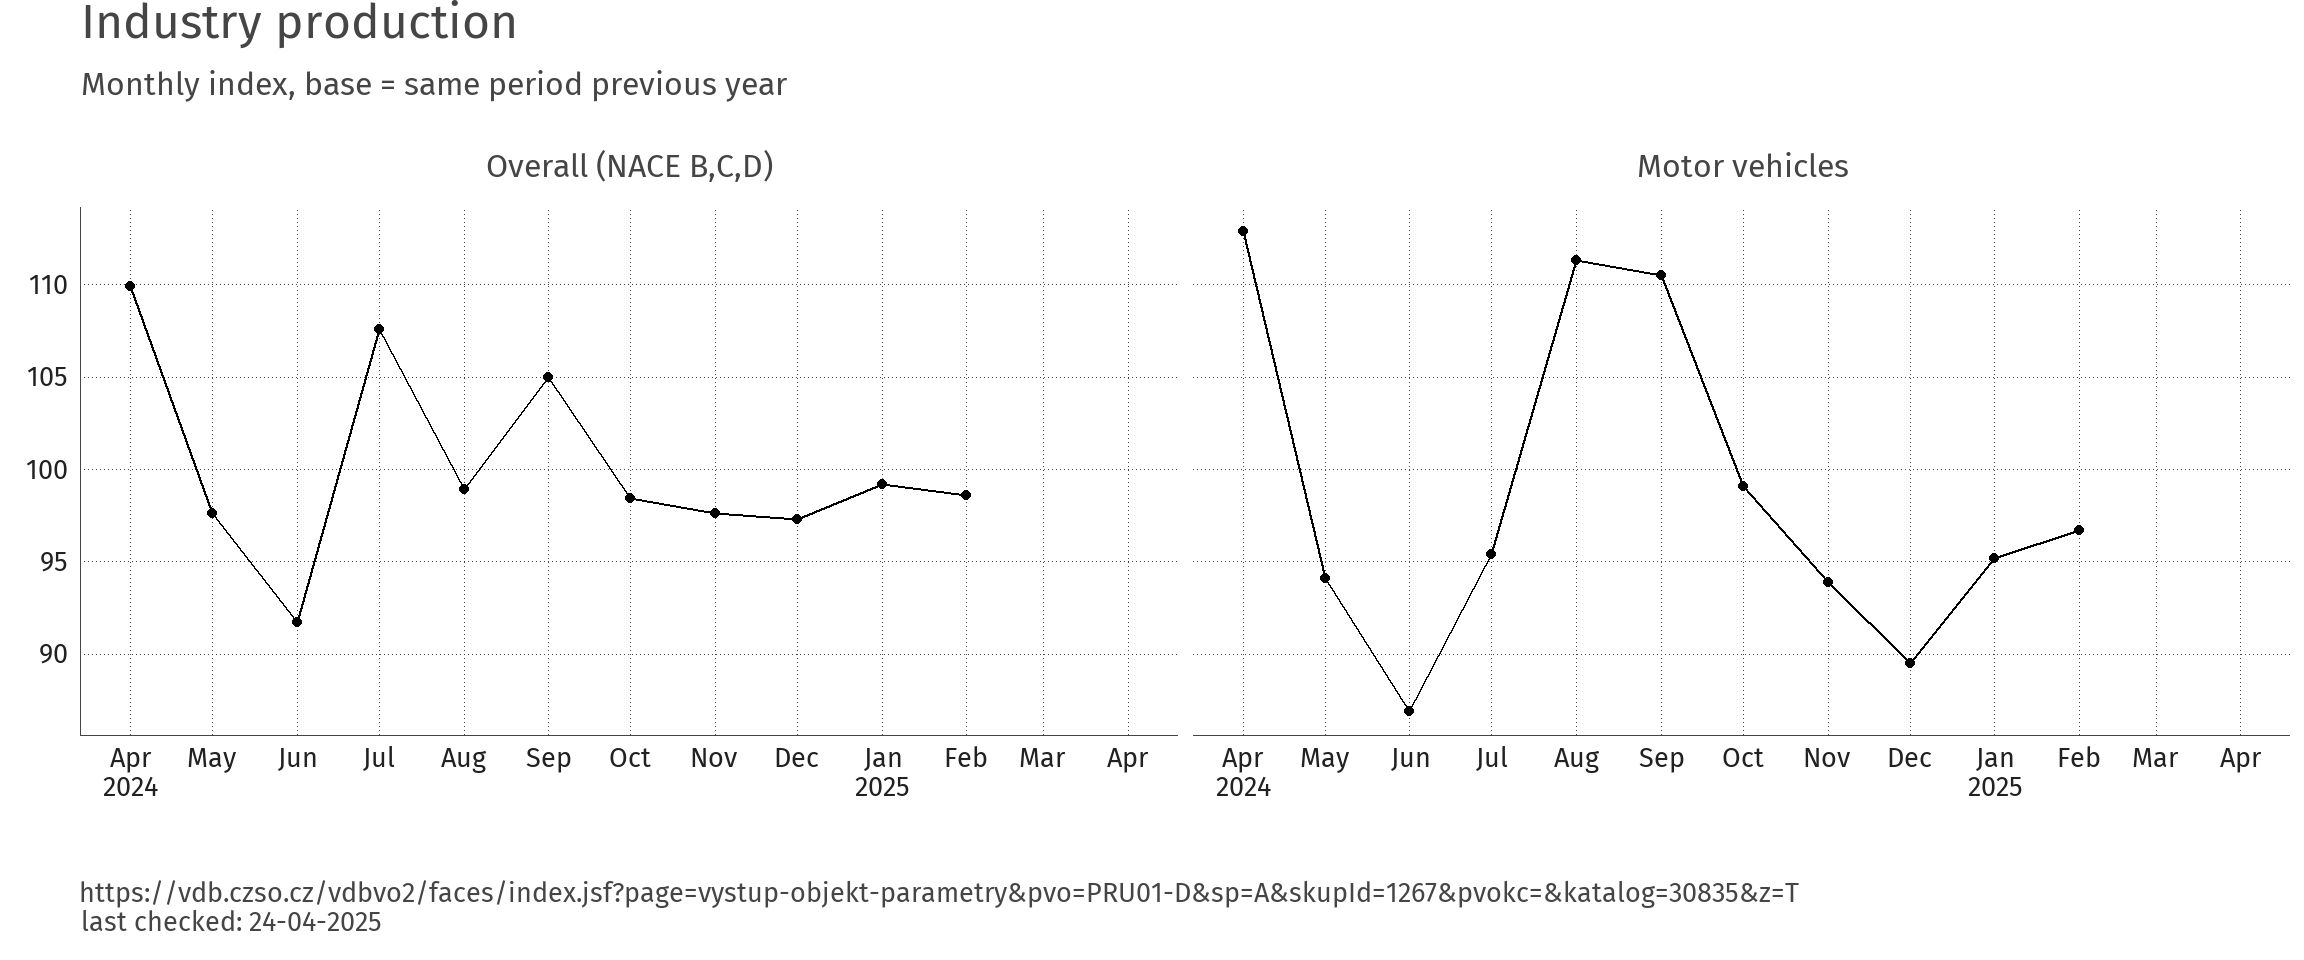 Industry production
Monthly index, base = same period previous year
Overall (NACE B,C,D)
Motor vehicles
110
105
100
95
90
Apr May Jun Jul Aug Sep Oct Nov Dec Jan Feb Mar Apr
2024 2025
Apr May Jun Jul Aug Sep Oct Nov Dec Jan Feb Mar Apr
2024 2025
https://vdb.czso.cz/vdbvo2/faces/index.jsf?page=vystup-objekt-parametry&pvo=PRU01-D&sp=A&skupId=1267&pvokc=&katalog=30835&z=T
last checked: 24-04-2025